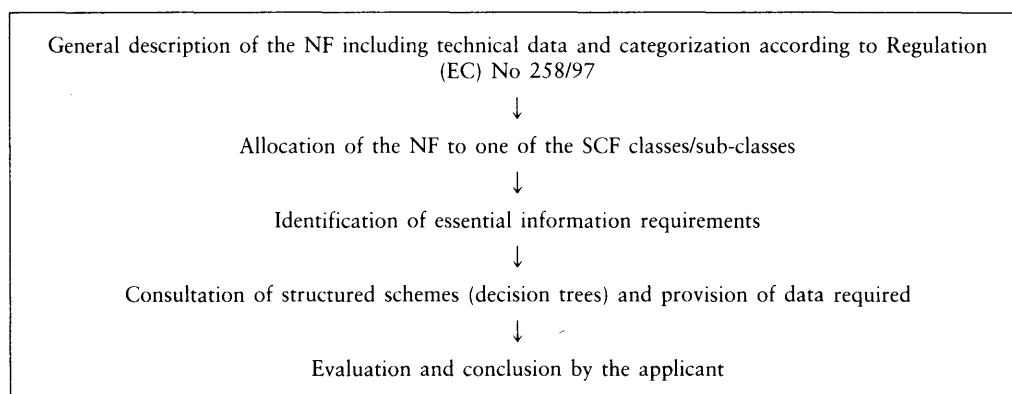 General description of the NF including technical data and categorization according to Regulation
(EC) No 258/97
↓
Allocation of the NF to one of the SCF classes/sub-classes
↓
Identification of essential information requirements
↓
Consultation of structured schemes (decision trees) and provision of data required
↓
Evaluation and conclusion by the applicant